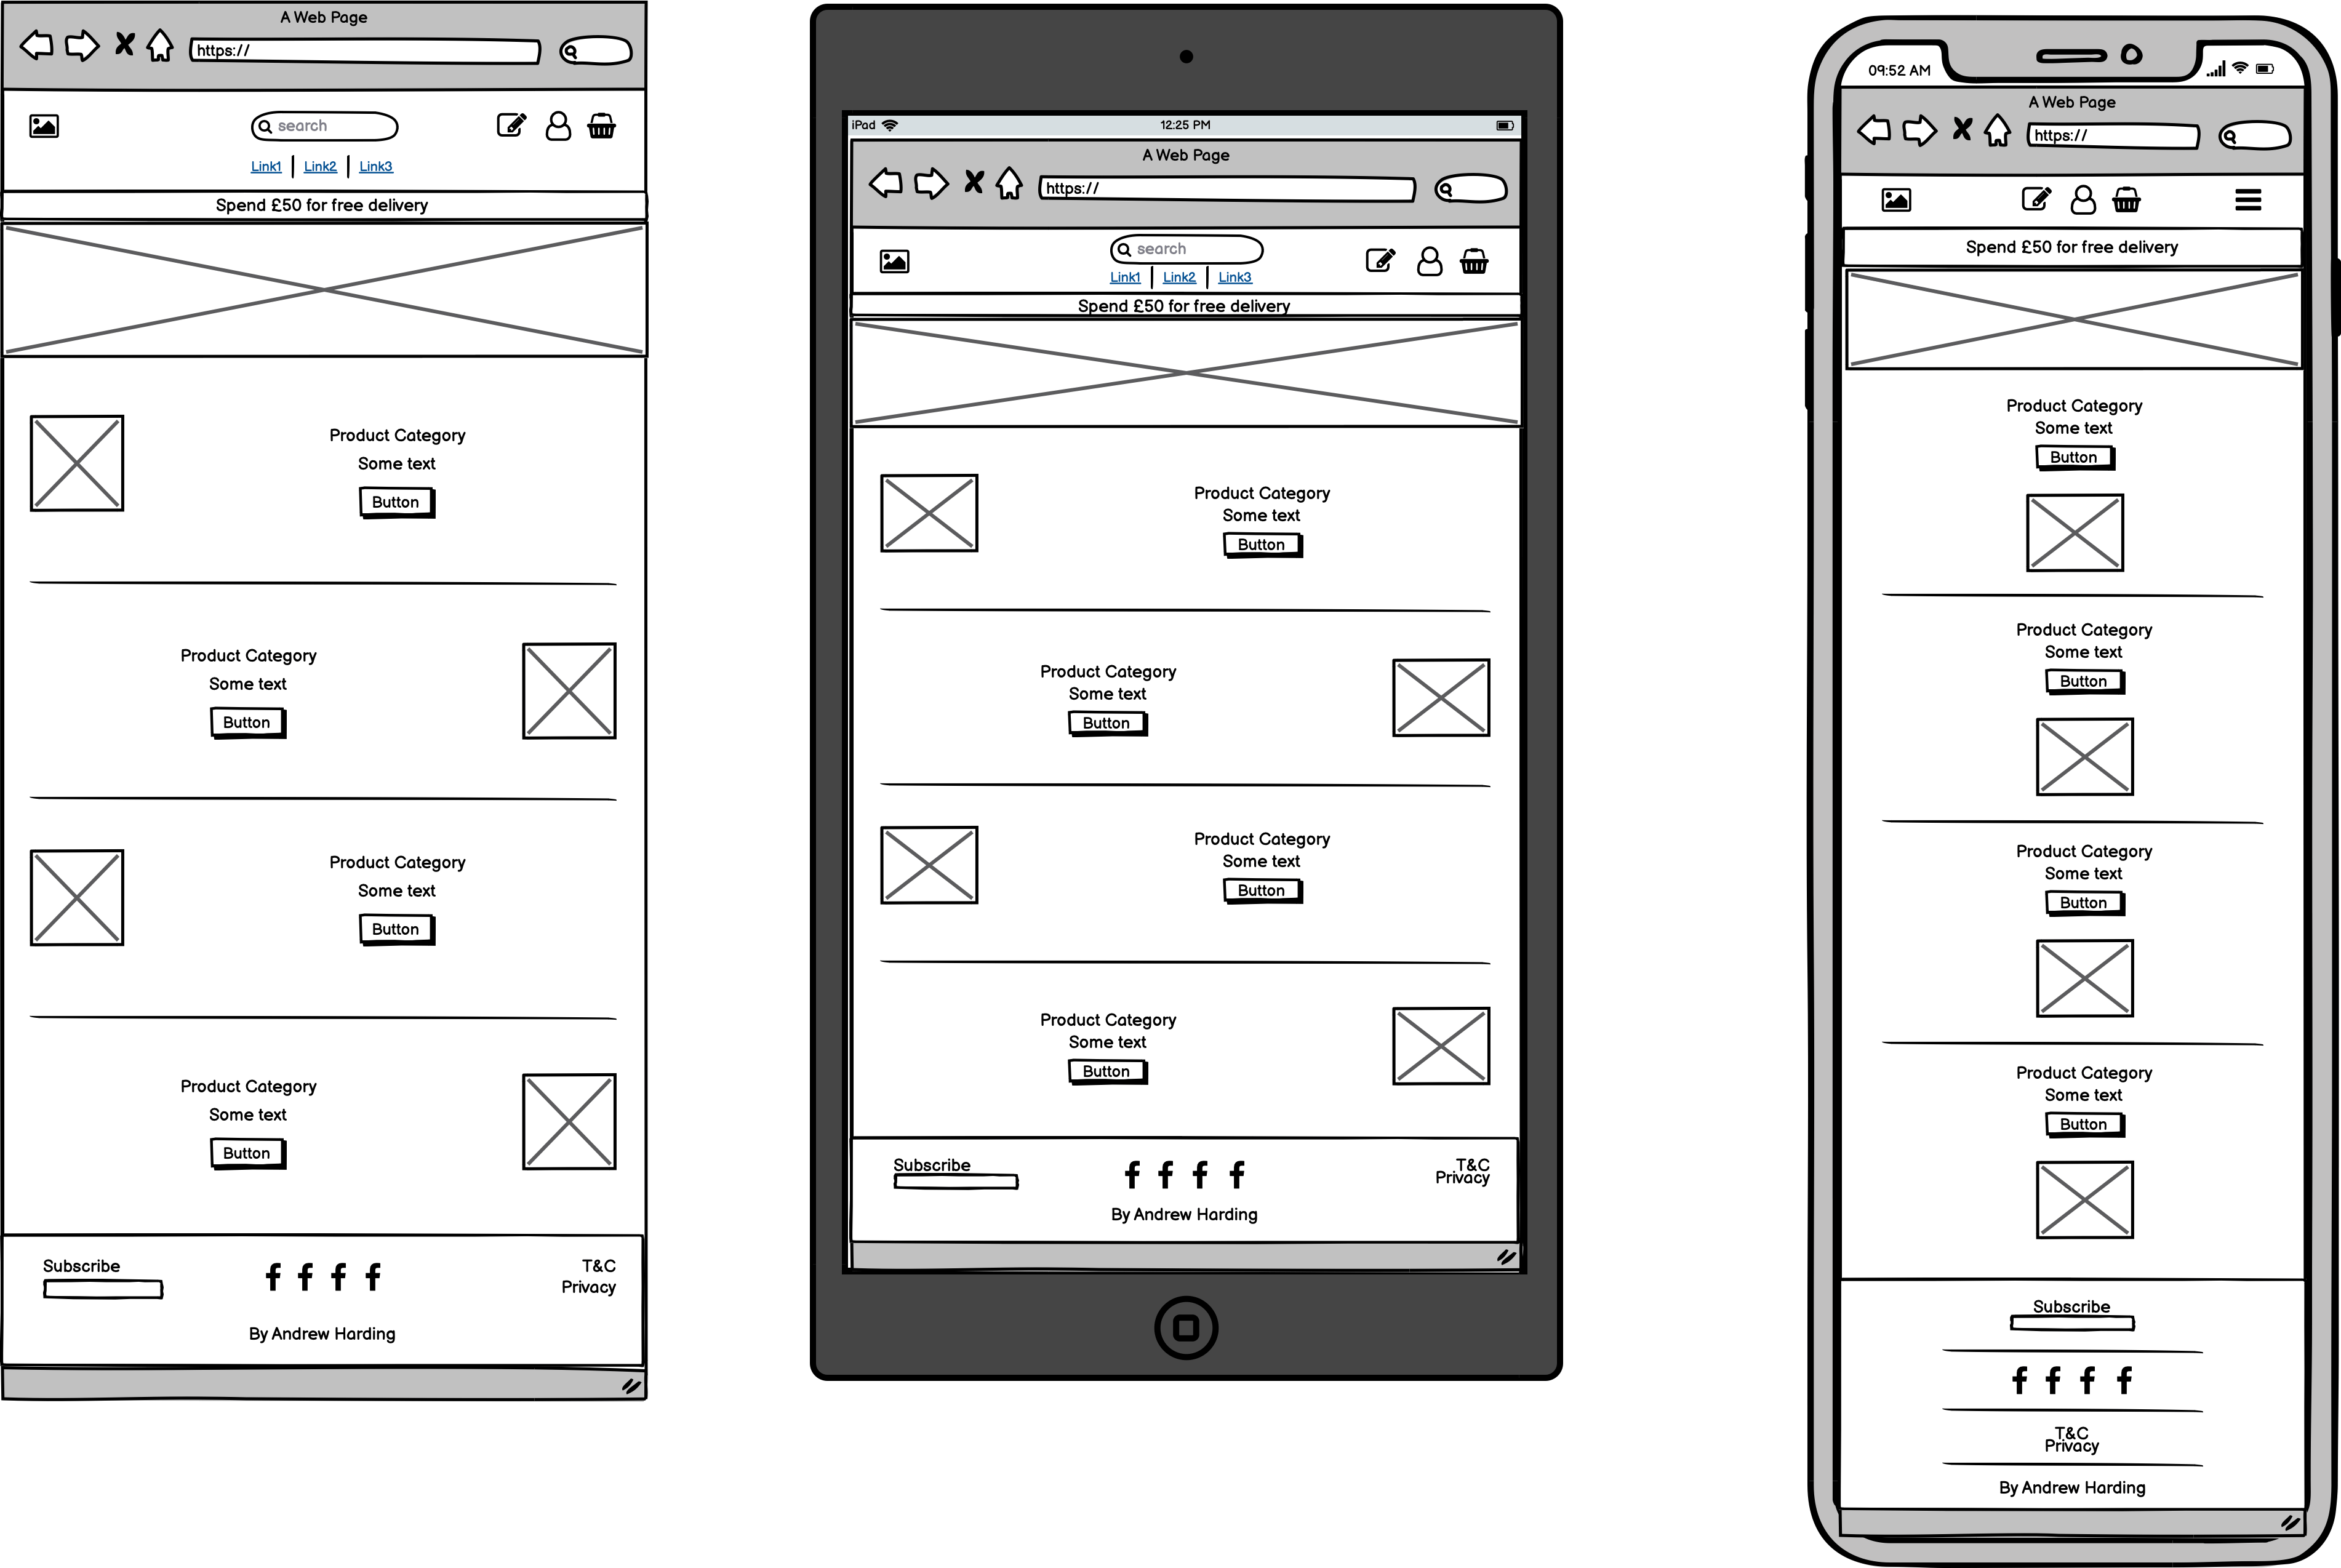 A Web Page
https://
search
Link1 Link2 Link3
Spend £50 for free delivery
Product Category
Some text
Button
Product Category
Some text
Button
Product Category
Some text
Button
Product Category
Some text
Button
Subscribe
T&C
Privacy
By Andrew Harding
iPad 12:25 PM
A Web Page
https://
search
Link1 Link2 Link3
Spend £50 for free delivery
Product Category
Some text
Button
Product Category
Some text
Button
Product Category
Some text
Button
Product Category
Some text
Button
Subscribe
T&C
Privacy
By Andrew Harding
09:52 AM
A Web Page
https://
Spend £50 for free delivery
Product Category
Some text
Button
Product Category
Some text
Button
Product Category
Some text
Button
Product Category
Some text
Button
Subscribe
T&C
Privacy
By Andrew Harding